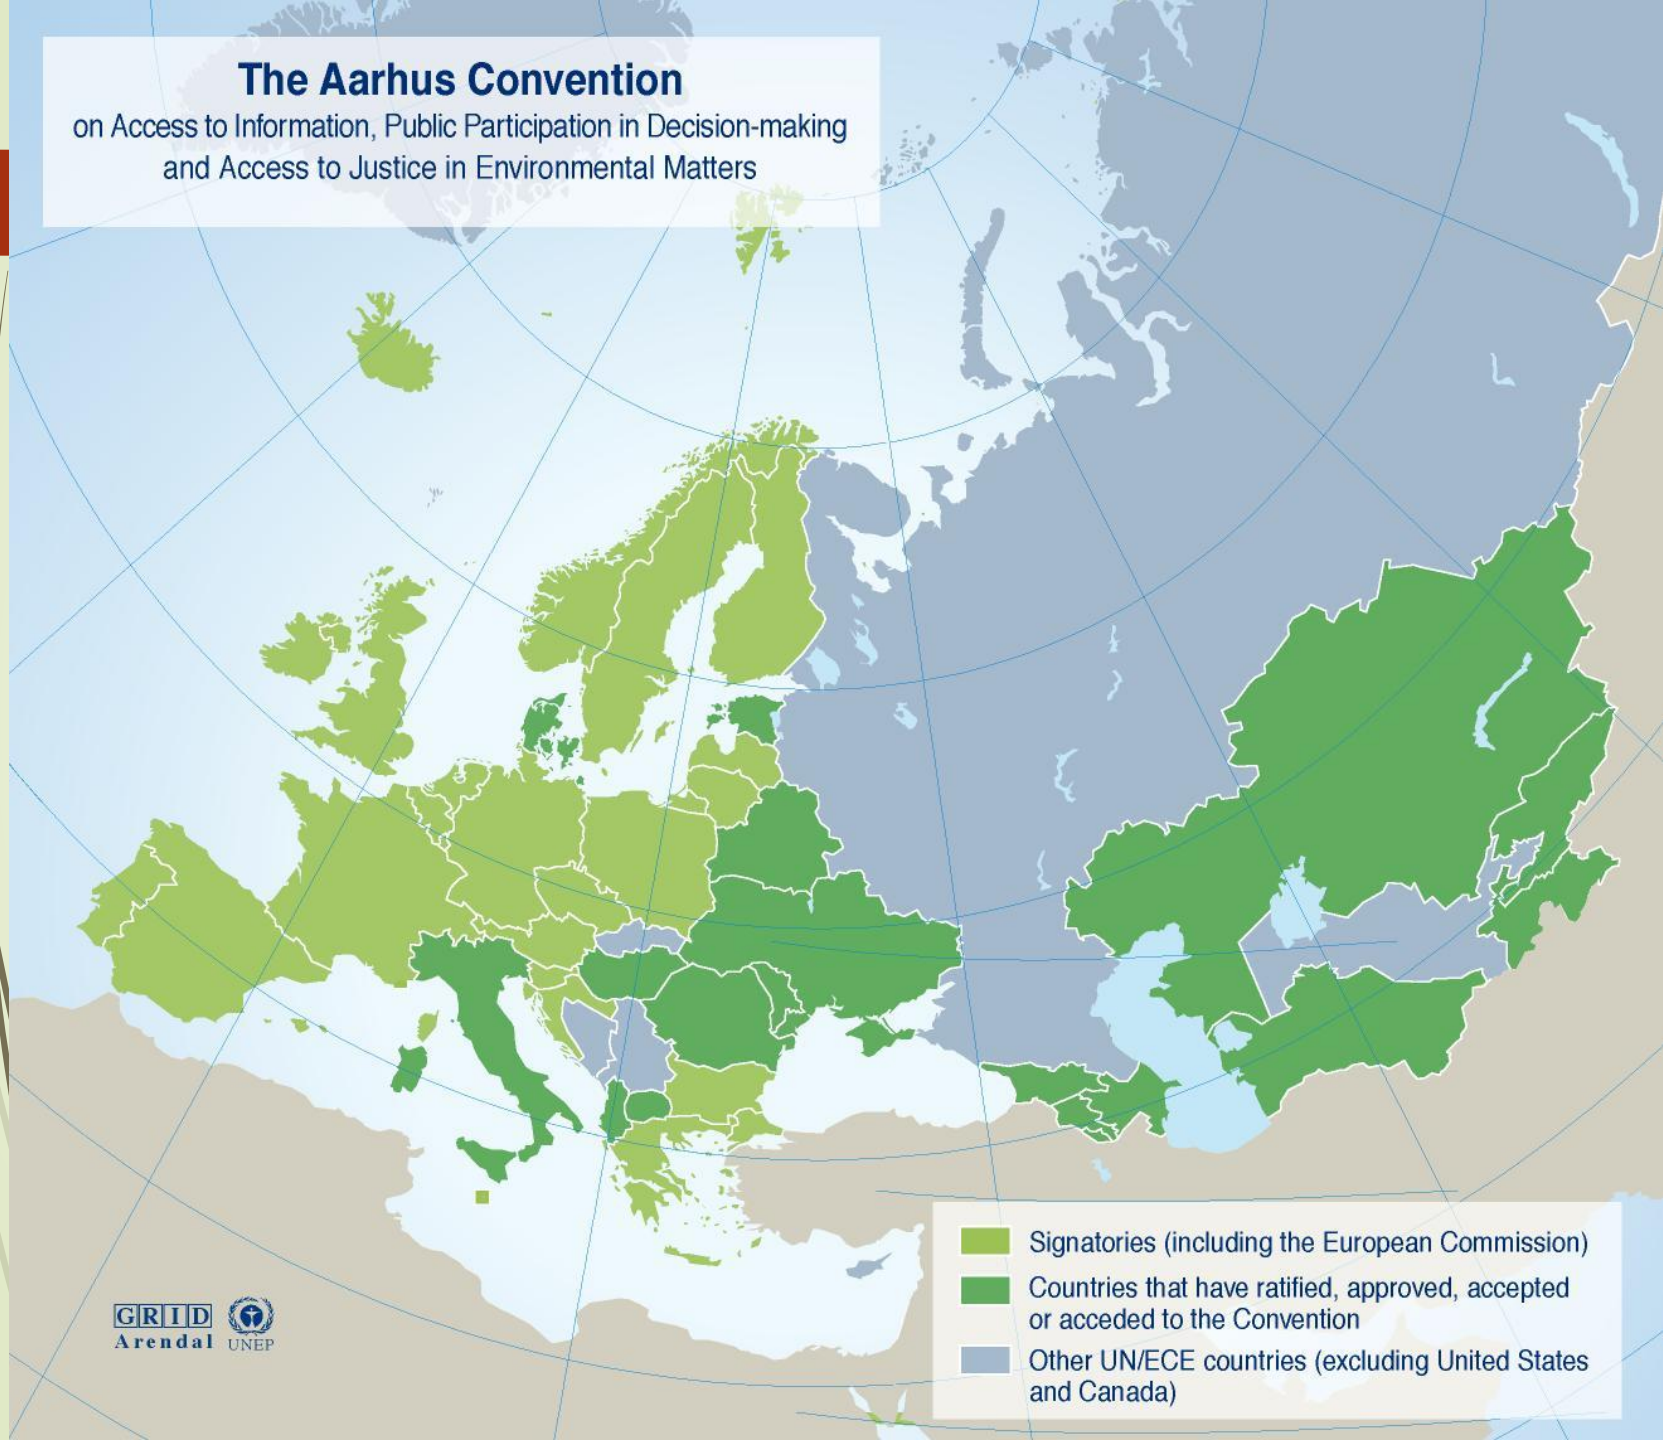 The Aarhus Convention
on Access to Information, Public Participation in Decision-making
and Access to Justice in Environmental Matters
Signatories (including the European Commission)
Countries that have ratified, approved, accepted
or acceded to the Convention
Other UN/ECE countries (excluding United States
and Canada)
GRID
Arendal
UNEP